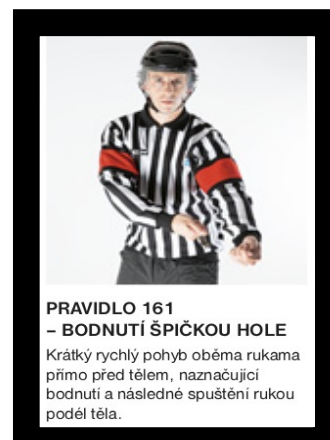 PRAVIDLO 161
– BODNUTÍ ŠPIČKOU HOLE
Krátký rychlý pohyb oběma rukama
přímo před tělem, naznačující
bodnutí a následné spuštění rukou
podél těla.